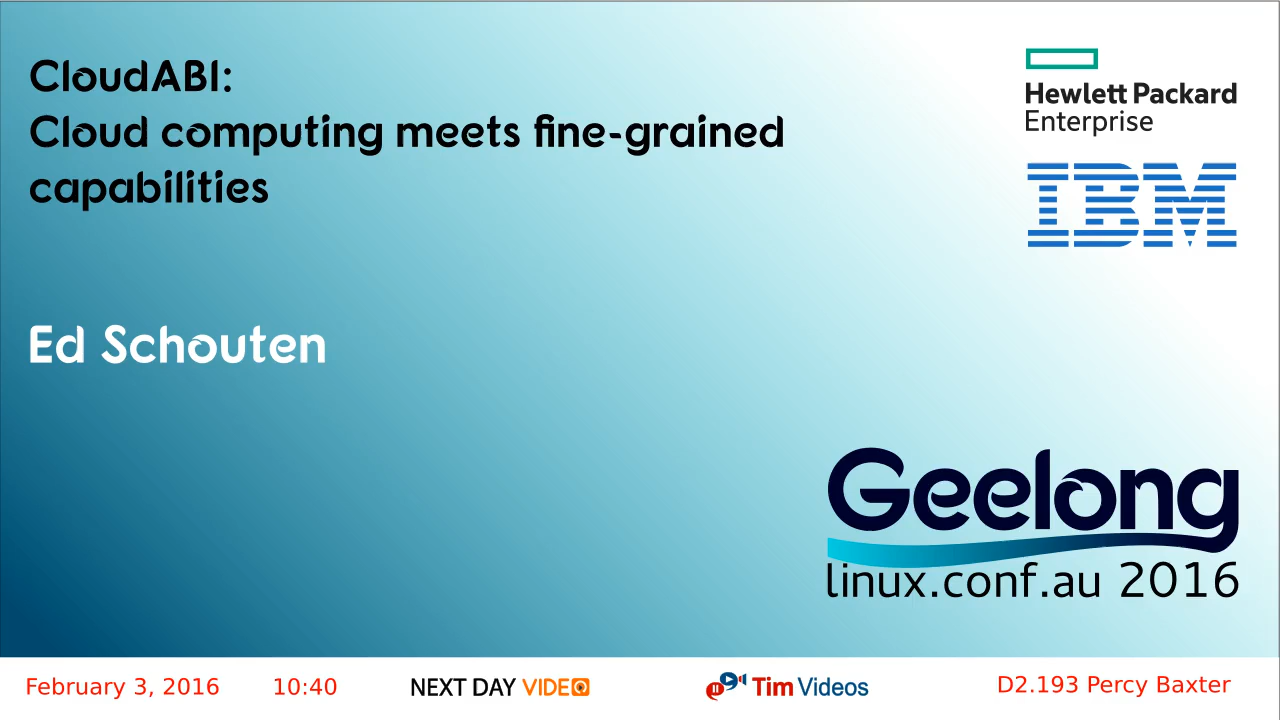 CloudABI:
Cloud computing meets fine-grained
capabilities
Hewlett Packard
Enterprise
IBM
Ed Schouten
Geelong
linux.conf.au 2016
February 3, 2016 10:40 NEXT DAY VIDEO Tim Videos D2.193 Percy Baxter